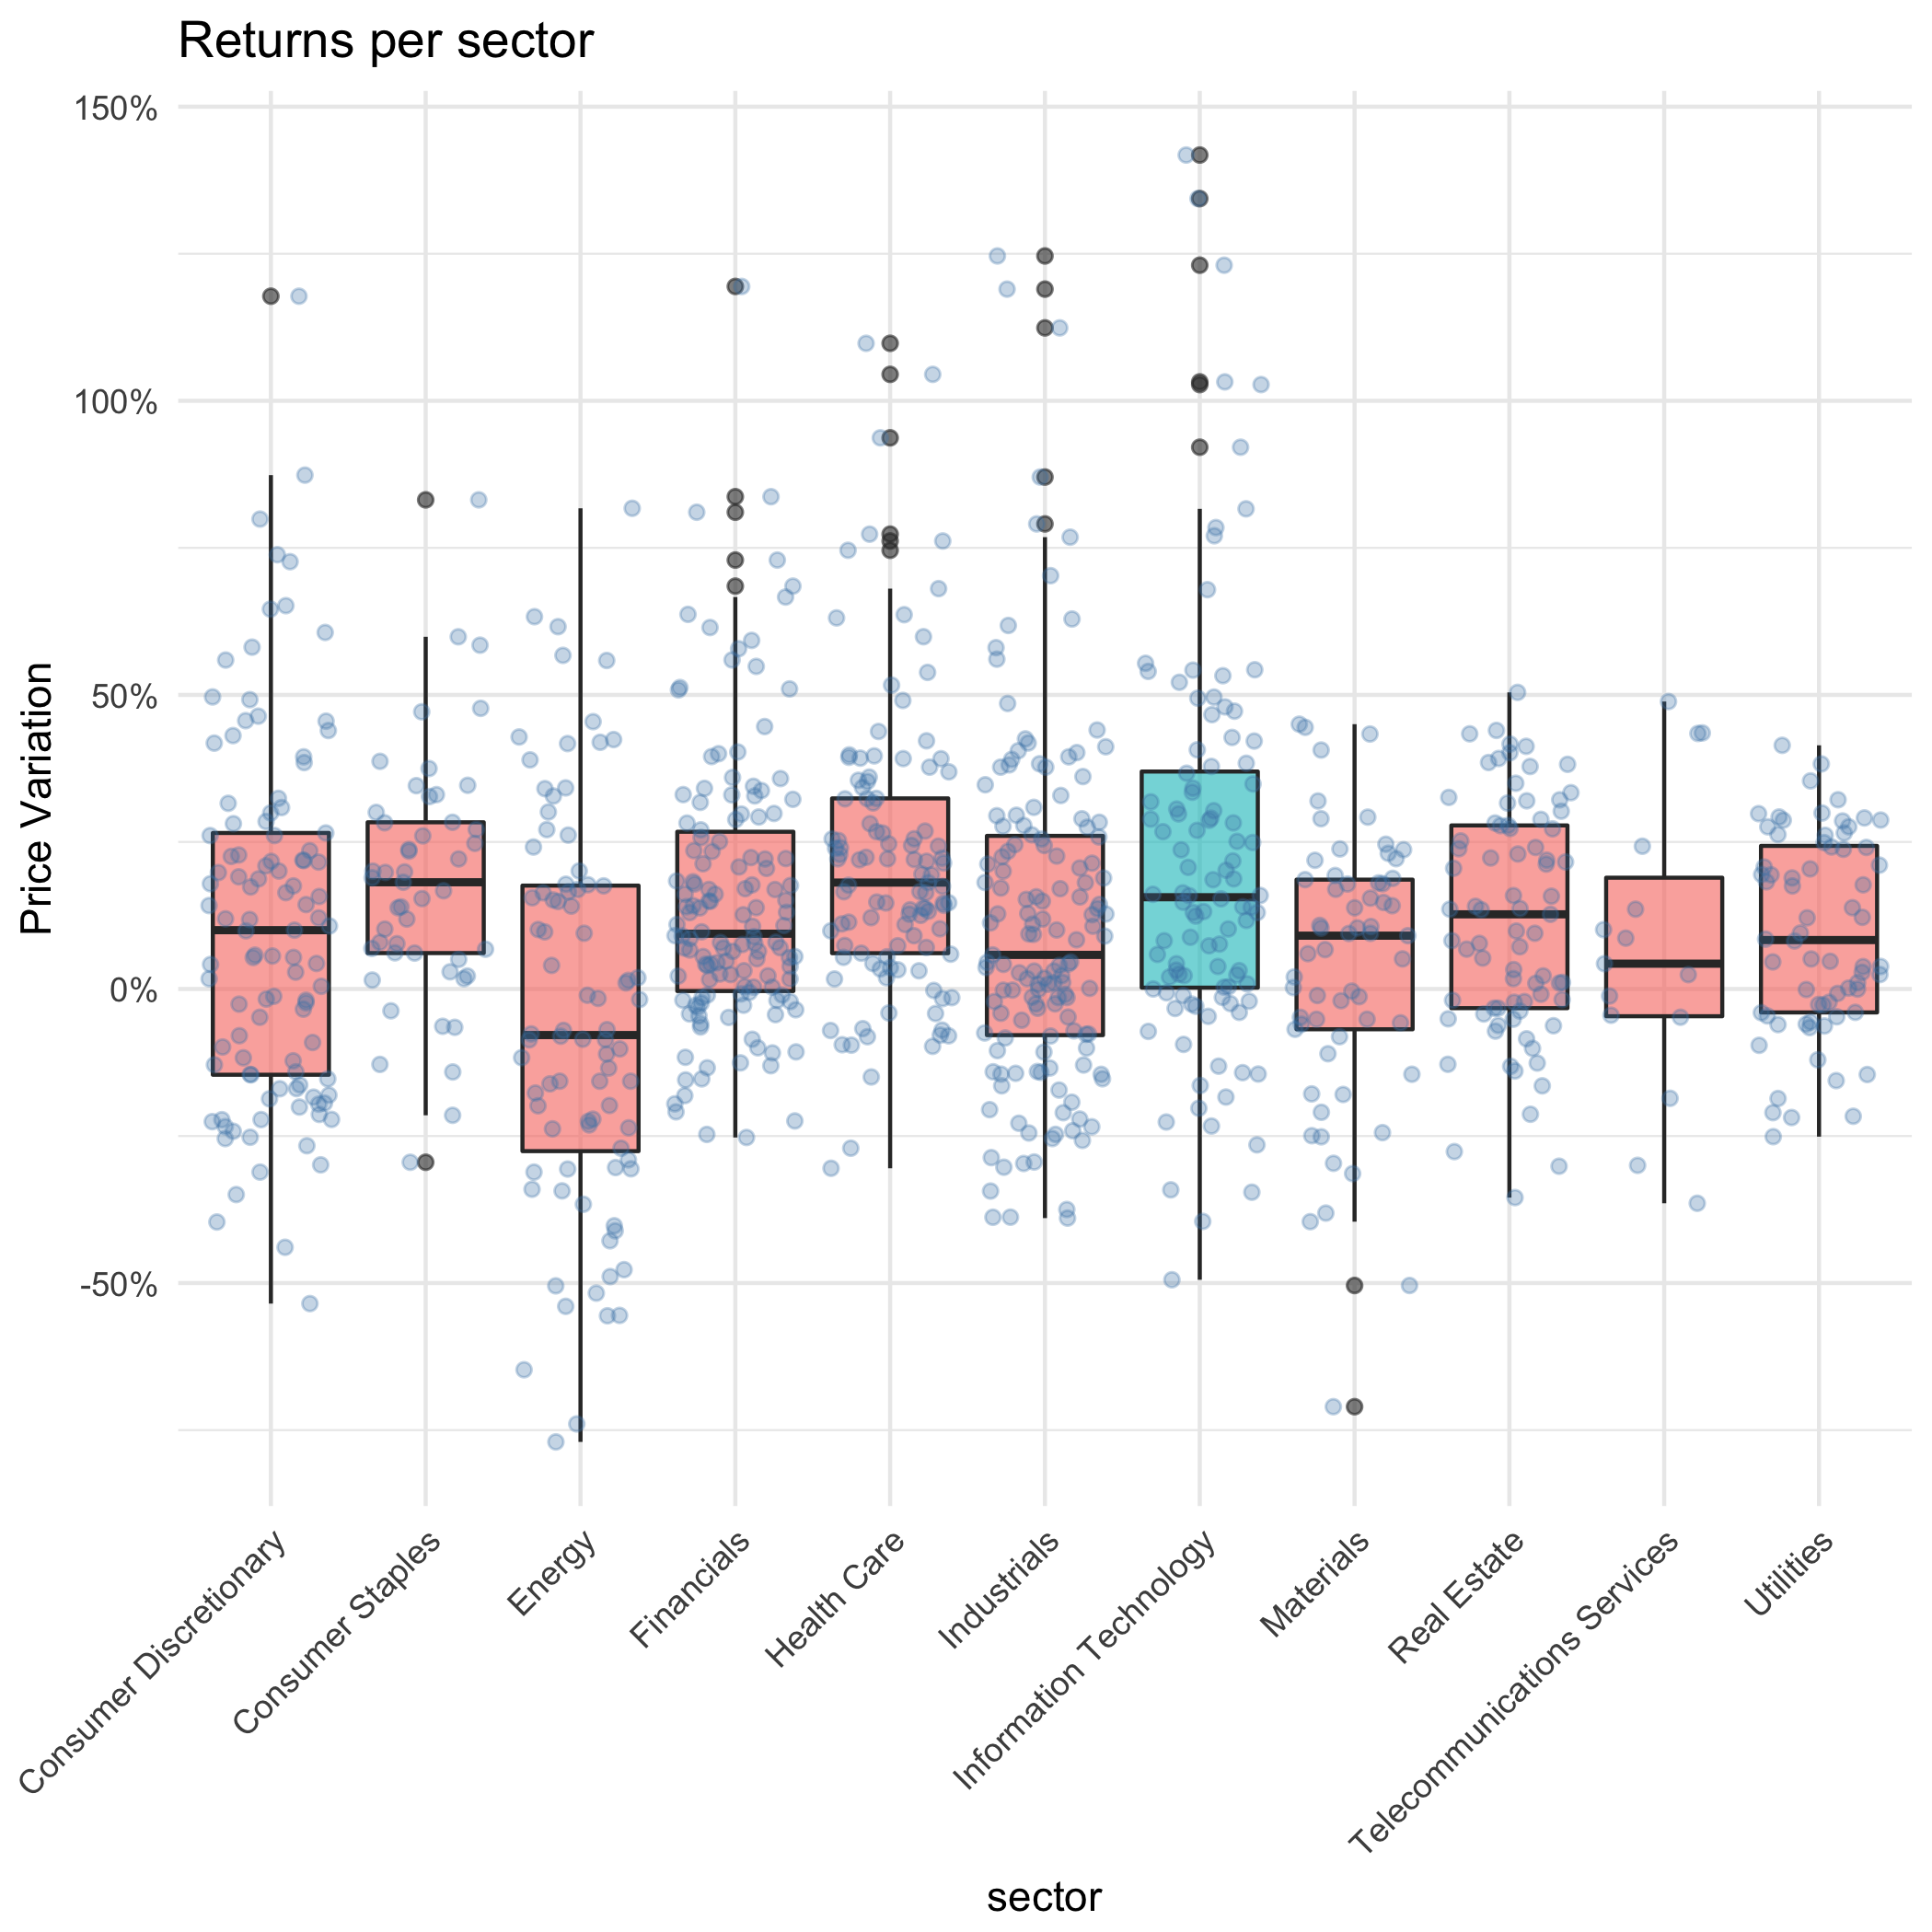 Returns per sector
150%
100%
50%
0%
-50%
Price Variation
Consumer Discretionary
Consumer Staples
Energy
Financials
Health Care
Industrials
Information Technology
Materials
Real Estate
Telecommunications Services
Utilities
sector